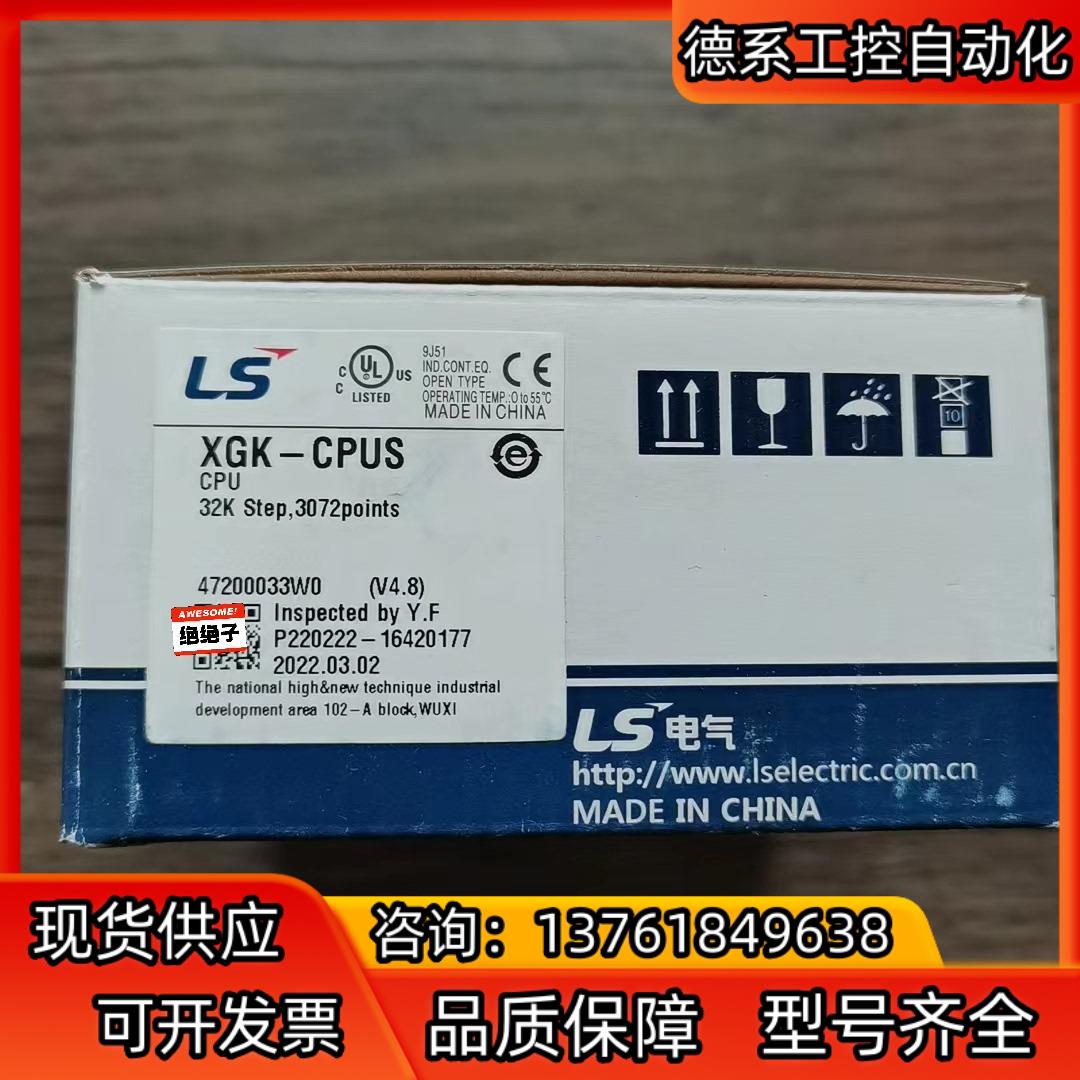 德系工控自动化
LS
C UL US
C LISTED
9J51
IND.CONT.EQ.
OPEN TYPE
OPERATING TEMP.:0 to 55℃
MADE IN CHINA
CE
XGK-CPUS
e
CPU
32K Step,3072points
10
47200033W0 (V4.8)
AWESOME!
绝绝子
Inspected by Y.F
P220222-16420177
2022.03.02
The national high&new technique industrial
development area 102-A block,WUXI
LS电气
http://www.lselectric.com.cn
MADE IN CHINA
现货供应
咨询：13761849638
可开发票 品质保障 型号齐全